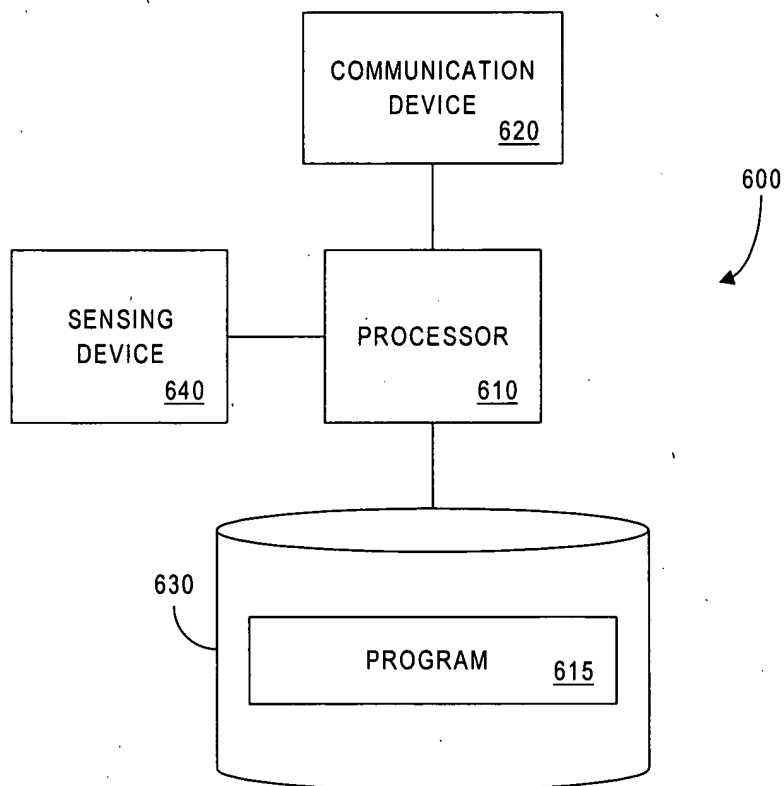 COMMUNICATION
DEVICE
620
600
SENSING
DEVICE
640
PROCESSOR
610
630
PROGRAM
615